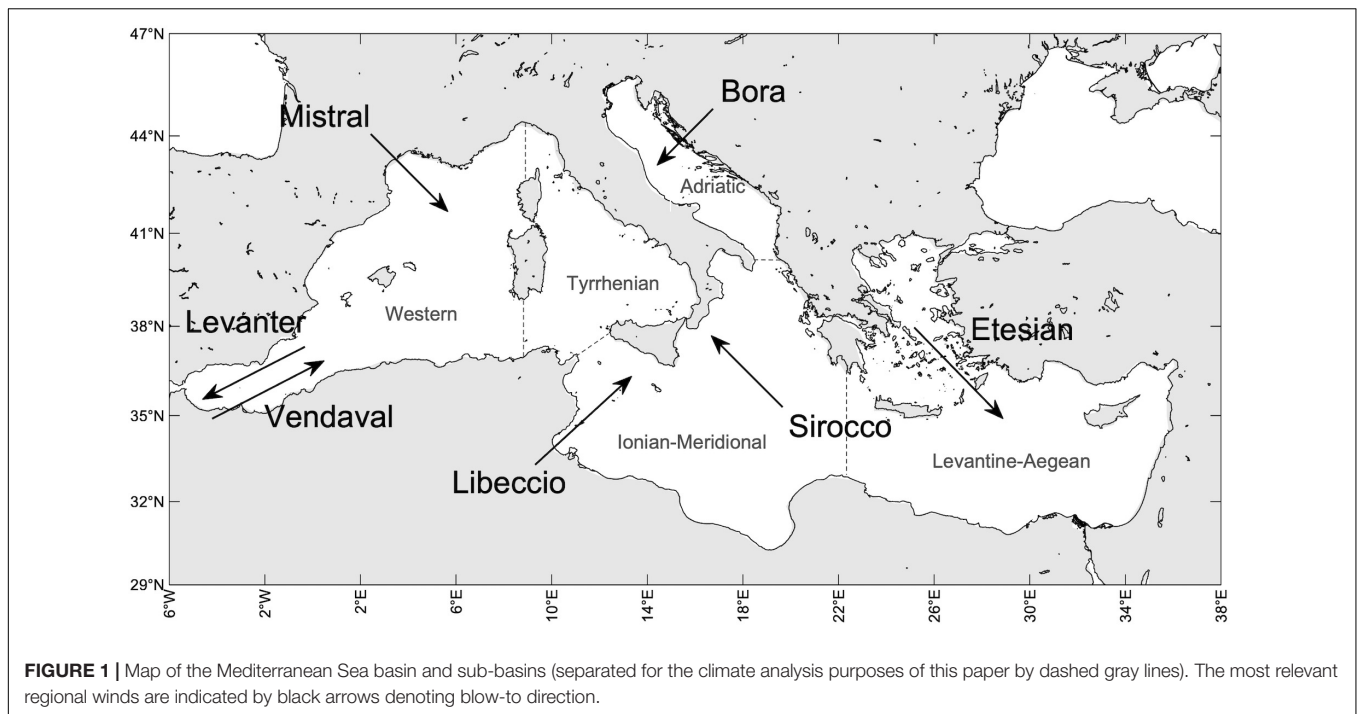 47°N
Mistral
Bora
44°N
Adriatic
41°N
Tyrrhenian
Western
38°N
Levanter
Etesian
35°N
Vendaval
Sirocco
Ionian-Meridional
Levantine-Aegean
Libeccio
32°N
29°N
6°W
2°W
2°E
6°E
10°E
14°E
18°E
22°E
26°E
30°E
34°E
38°E
FIGURE 1 | Map of the Mediterranean Sea basin and sub-basins (separated for the climate analysis purposes of this paper by dashed gray lines). The most relevant
regional winds are indicated by black arrows denoting blow-to direction.